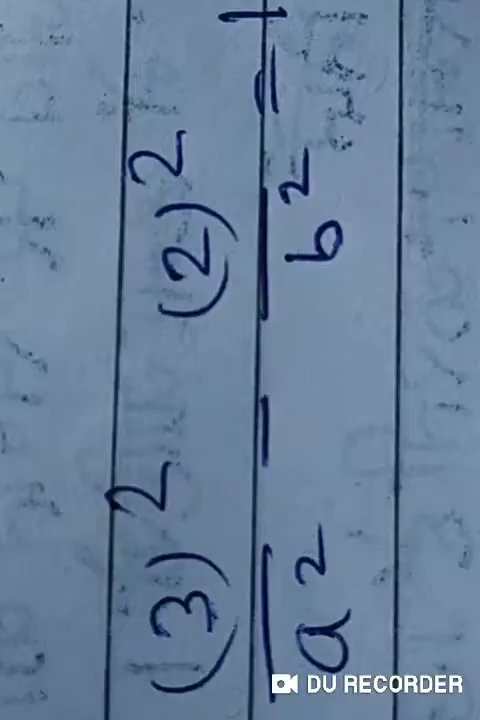 (3)² / a² - (2)² / b² = 1
DU RECORDER